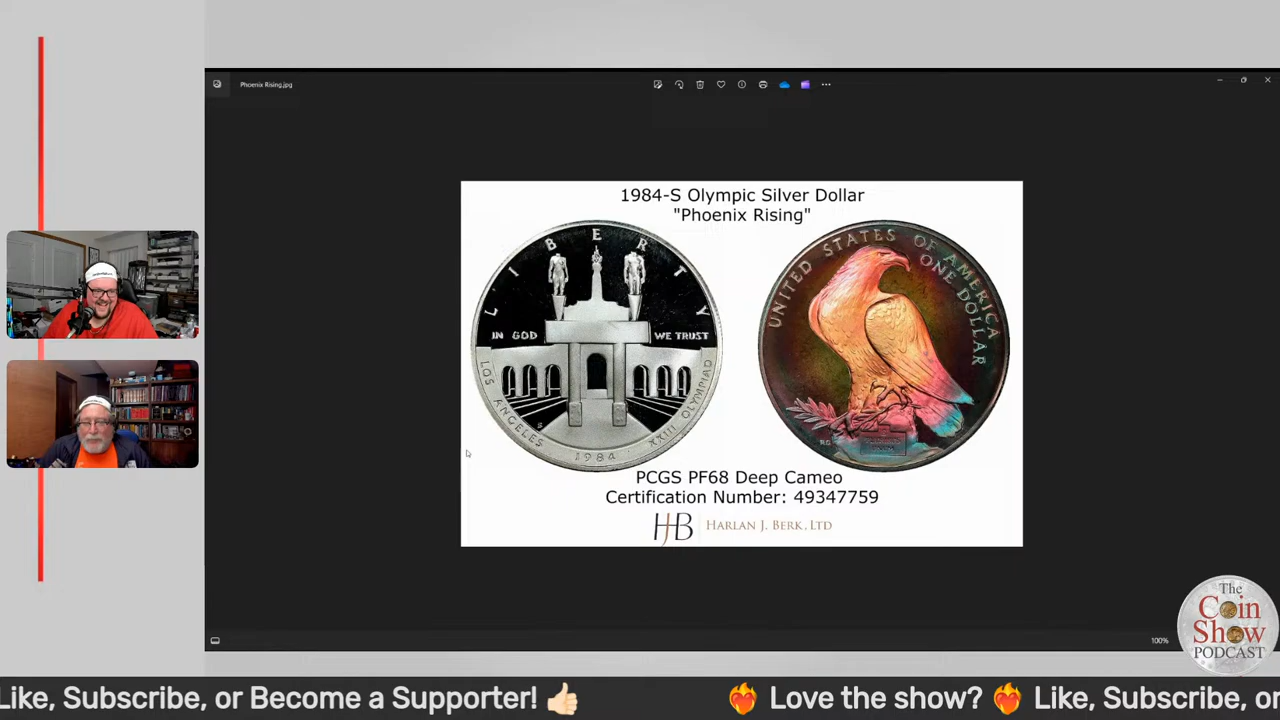 Phoenix Rising.jpg
1984-S Olympic Silver Dollar
"Phoenix Rising"
LIBERTY
IN GOD WE TRUST
LOS ANGELES XXIII OLYMPIAD
S
1984
UNITED STATES OF AMERICA
ONE DOLLAR
PCGS PF68 Deep Cameo
Certification Number: 49347759
HJB HARLAN J. BERK, LTD
100%
The
Coin
Show
PODCAST
Like, Subscribe, or Become a Supporter! Love the show? Like, Subscribe, or